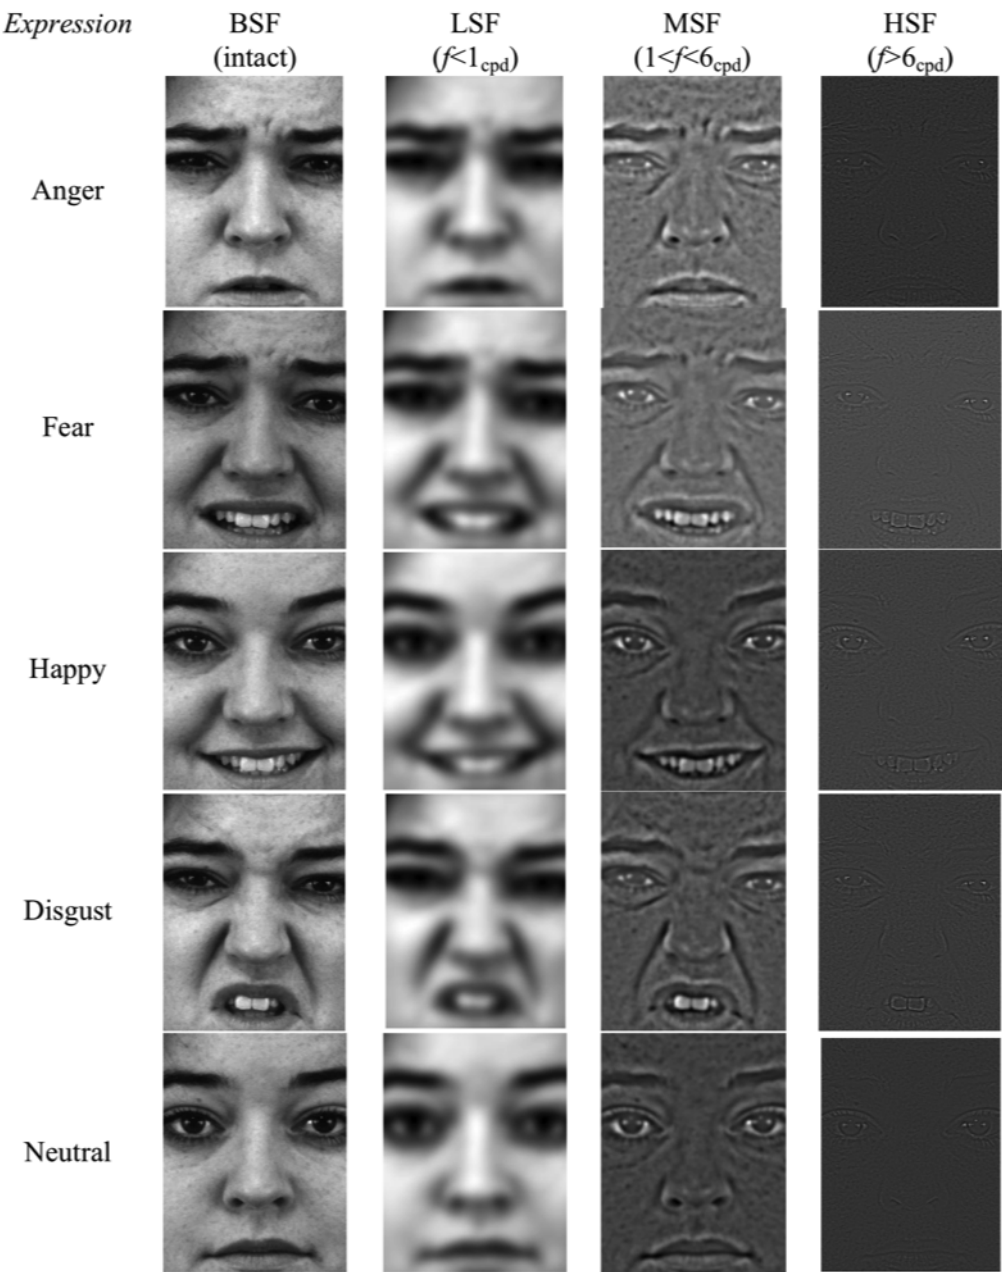 Expression BSF LSF MSF HSF
(intact) (f<1cpd) (1<f<6cpd) (f>6cpd)
Anger
Fear
Happy
Disgust
Neutral